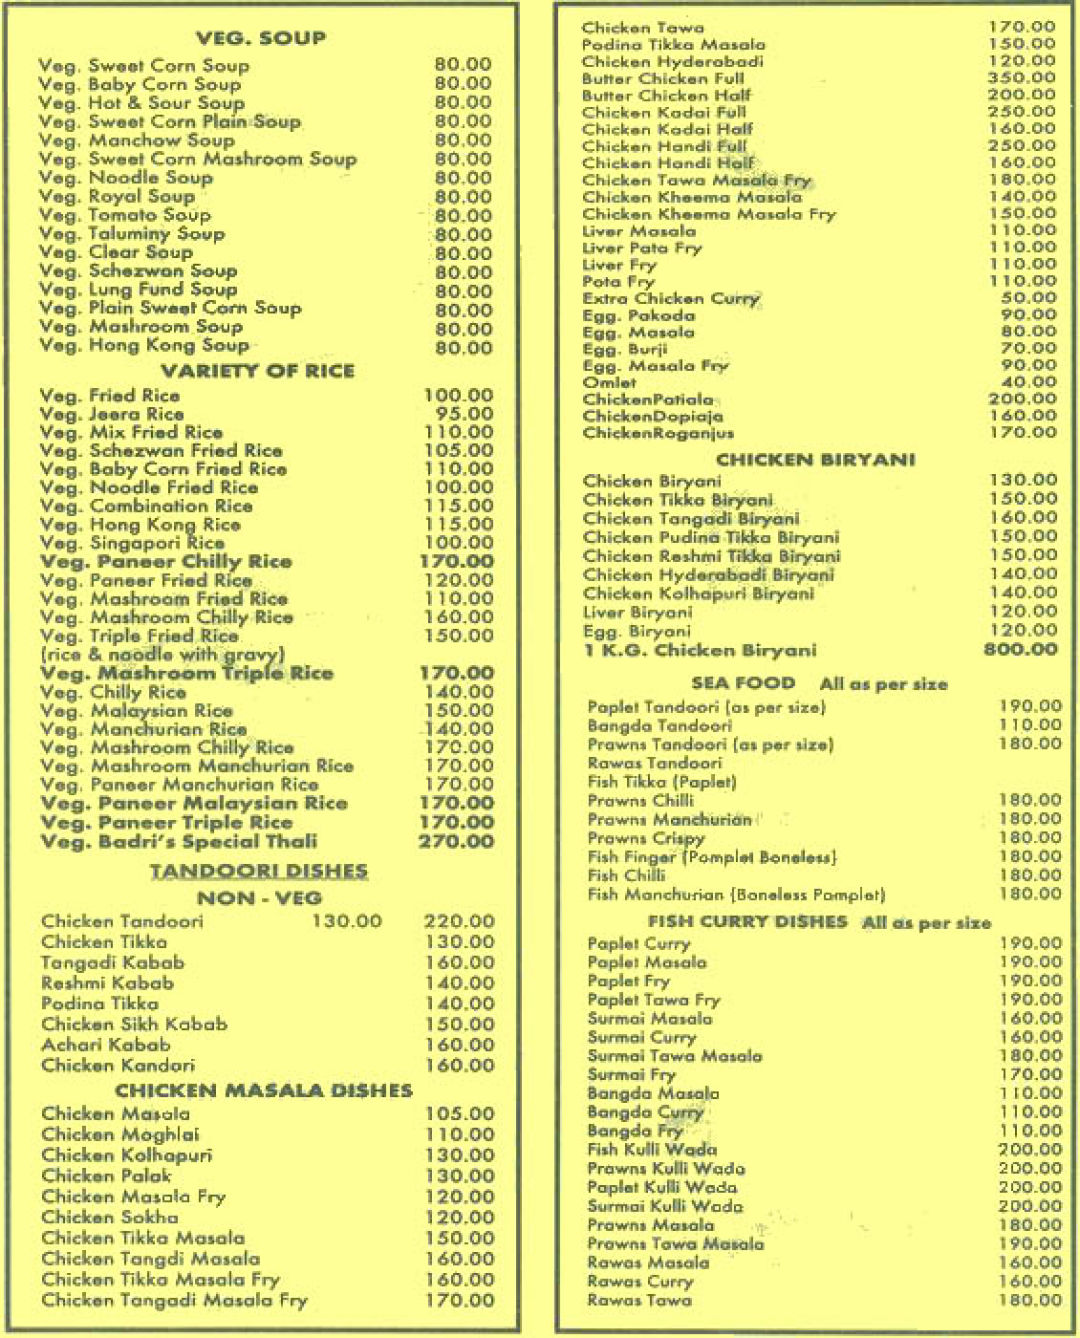 VEG. SOUP
Veg. Sweet Corn Soup 80.00
Veg. Baby Corn Soup 80.00
Veg. Hot & Sour Soup 80.00
Veg. Sweet Corn Plain Soup 80.00
Veg. Manchow Soup 80.00
Veg. Sweet Corn Mashroom Soup 80.00
Veg. Noodle Soup 80.00
Veg. Royal Soup 80.00
Veg. Tomato Soup 80.00
Veg. Taluminy Soup 80.00
Veg. Clear Soup 80.00
Veg. Schezwan Soup 80.00
Veg. Lung Fund Soup 80.00
Veg. Plain Sweet Corn Soup 80.00
Veg. Mashroom Soup 80.00
Veg. Hong Kong Soup 80.00
VARIETY OF RICE
Veg. Fried Rice 100.00
Veg. Jeera Rice 95.00
Veg. Mix Fried Rice 110.00
Veg. Schezwan Fried Rice 105.00
Veg. Baby Corn Fried Rice 110.00
Veg. Noodle Fried Rice 100.00
Veg. Combination Rice 115.00
Veg. Hong Kong Rice 115.00
Veg. Singapori Rice 100.00
Veg. Paneer Chilly Rice 170.00
Veg. Paneer Fried Rice 120.00
Veg. Mashroom Fried Rice 110.00
Veg. Mashroom Chilly Rice 160.00
Veg. Triple Fried Rice 150.00
(rice & noodle with gravy)
Veg. Mashroom Triple Rice 170.00
Veg. Chilly Rice 140.00
Veg. Malaysian Rice 150.00
Veg. Manchurian Rice 140.00
Veg. Mashroom Chilly Rice 170.00
Veg. Mashroom Manchurian Rice 170.00
Veg. Paneer Manchurian Rice 170.00
Veg. Paneer Malaysian Rice 170.00
Veg. Paneer Triple Rice 170.00
Veg. Badri's Special Thali 270.00
TANDOORI DISHES
NON - VEG
Chicken Tandoori 130.00 220.00
Chicken Tikka 130.00
Tangadi Kabab 160.00
Reshmi Kabab 140.00
Podina Tikka 140.00
Chicken Sikh Kabab 150.00
Achari Kabab 160.00
Chicken Kandari 160.00
CHICKEN MASALA DISHES
Chicken Masala 105.00
Chicken Moghlai 110.00
Chicken Kolhapuri 130.00
Chicken Palak 130.00
Chicken Masala Fry 120.00
Chicken Sokha 120.00
Chicken Tikka Masala 150.00
Chicken Tangdi Masala 160.00
Chicken Tikka Masala Fry 160.00
Chicken Tangadi Masala Fry 170.00
Chicken Tawa 170.00
Podina Tikka Masala 150.00
Chicken Hyderabadi 120.00
Butter Chicken Full 350.00
Butter Chicken Half 200.00
Chicken Kadai Full 250.00
Chicken Kadai Half 160.00
Chicken Handi Full 250.00
Chicken Handi Half 160.00
Chicken Tawa Masala Fry 180.00
Chicken Kheema Masala 140.00
Chicken Kheema Masala Fry 150.00
Liver Masala 110.00
Liver Pata Fry 110.00
Liver Fry 110.00
Pota Fry 110.00
Extra Chicken Curry 50.00
Egg. Pakoda 90.00
Egg. Masala 80.00
Egg. Burji 70.00
Egg. Masala Fry 90.00
Omlet 40.00
ChickenPatiala 200.00
ChickenDopiaja 160.00
ChickenRoganjus 170.00
CHICKEN BIRYANI
Chicken Biryani 130.00
Chicken Tikka Biryani 150.00
Chicken Tangadi Biryani 160.00
Chicken Pudina Tikka Biryani 150.00
Chicken Reshmi Tikka Biryani 150.00
Chicken Hyderabadi Biryani 140.00
Chicken Kolhapuri Biryani 140.00
Liver Biryani 120.00
Egg. Biryani 120.00
1 K.G. Chicken Biryani 800.00
SEA FOOD All as per size
Paplet Tandoori (as per size) 190.00
Bangda Tandoori 110.00
Prawns Tandoori (as per size) 180.00
Rawas Tandoori
Fish Tikka (Paplet)
Prawns Chilli 180.00
Prawns Manchurian 180.00
Prawns Crispy 180.00
Fish Finger (Pomplet Boneless) 180.00
Fish Chilli 180.00
Fish Manchurian (Boneless Pomplet) 180.00
FISH CURRY DISHES All as per size
Paplet Curry 190.00
Paplet Masala 190.00
Paplet Fry 190.00
Paplet Tawa Fry 190.00
Surmai Masala 160.00
Surmai Curry 160.00
Surmai Tawa Masala 180.00
Surmai Fry 170.00
Bangda Masala 110.00
Bangda Curry 110.00
Bangda Fry 110.00
Fish Kulli Wada 200.00
Prawns Kulli Wada 200.00
Paplet Kulli Wada 200.00
Surmai Kulli Wada 200.00
Prawns Masala 180.00
Prawns Tawa Masala 190.00
Rawas Masala 160.00
Rawas Curry 160.00
Rawas Tawa 180.00